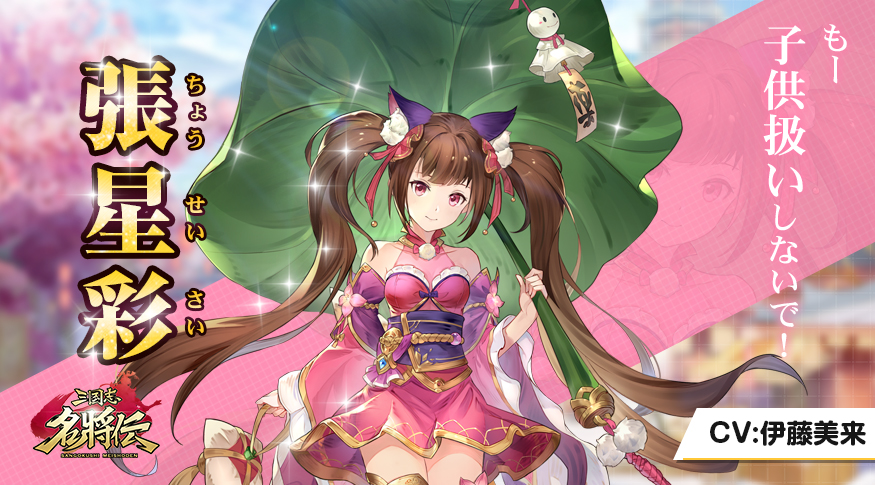 張星彩
ちょう せい さい
もー
子供扱いしないで!
三国志
名将伝
SANGOKUSHI MEISHODEN
CV:伊藤美来